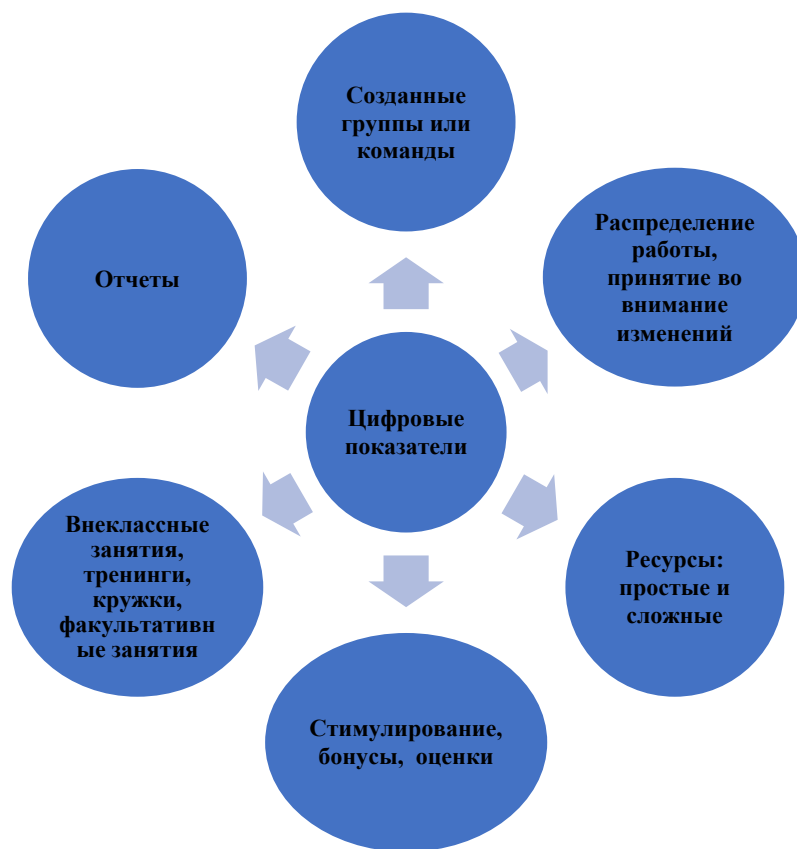 Созданные
группы или
команды
Распределение
работы,
принятие во
внимание
изменений
Отчеты
Цифровые
показатели
Внеклассные
занятия,
тренинги,
кружки,
факультативн
ые занятия
Ресурсы:
простые и
сложные
Стимулирование,
бонусы,  оценки